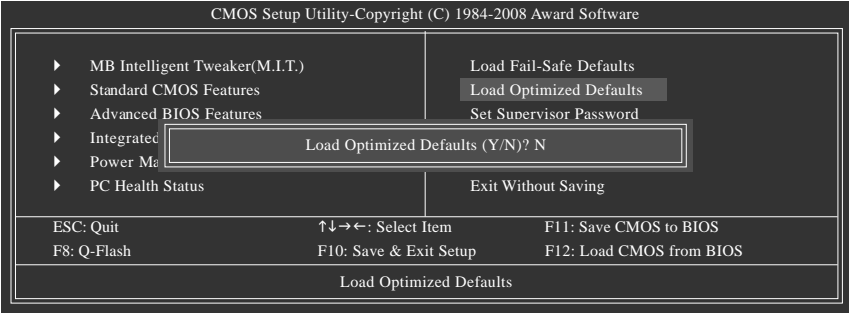 CMOS Setup Utility-Copyright (C) 1984-2008 Award Software
MB Intelligent Tweaker(M.I.T.)
Standard CMOS Features
Advanced BIOS Features
Integrated
Power Ma
PC Health Status
Load Fail-Safe Defaults
Load Optimized Defaults
Set Supervisor Password
Exit Without Saving
Load Optimized Defaults (Y/N)? N
ESC: Quit ↑↓→←: Select Item F11: Save CMOS to BIOS
F8: Q-Flash F10: Save & Exit Setup F12: Load CMOS from BIOS
Load Optimized Defaults